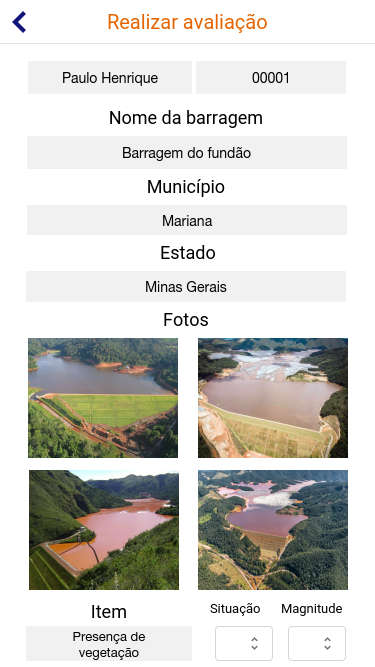 Realizar avaliação
Paulo Henrique 00001
Nome da barragem
Barragem do fundão
Município
Mariana
Estado
Minas Gerais
Fotos
Item Situação Magnitude
Presença de
vegetação